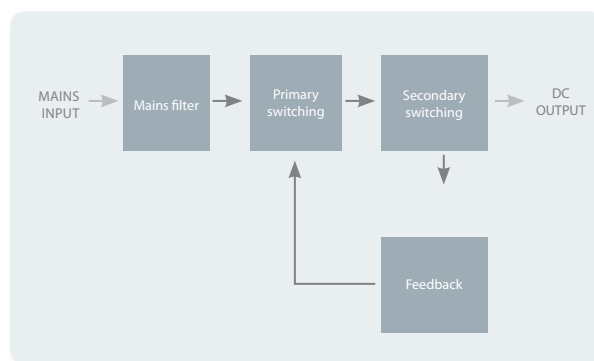 MAINS
INPUT
Mains filter
Primary
switching
Secondary
switching
DC
OUTPUT
Feedback